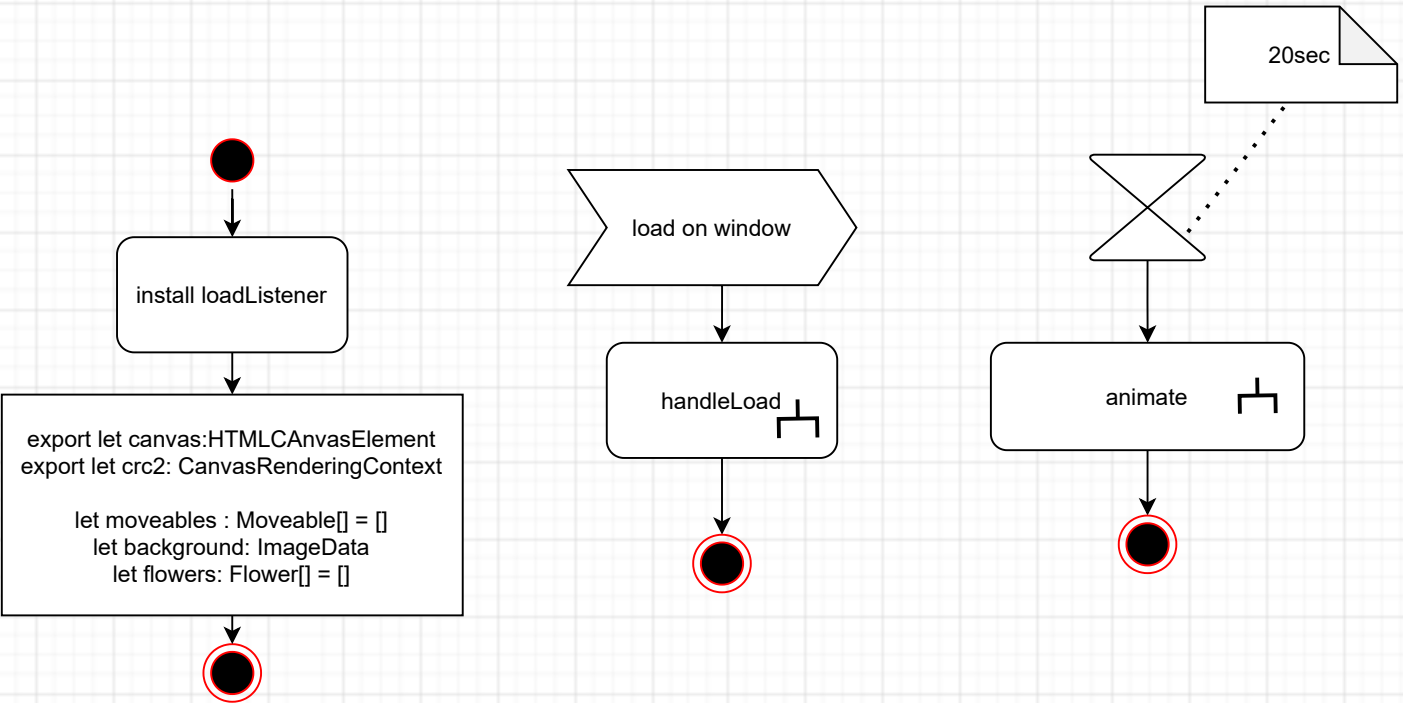 20sec
install loadListener
load on window
handleLoad
animate
export let canvas:HTMLCAnvasElement
export let crc2: CanvasRenderingContext
let moveables : Moveable[] = []
let background: ImageData
let flowers: Flower[] = []